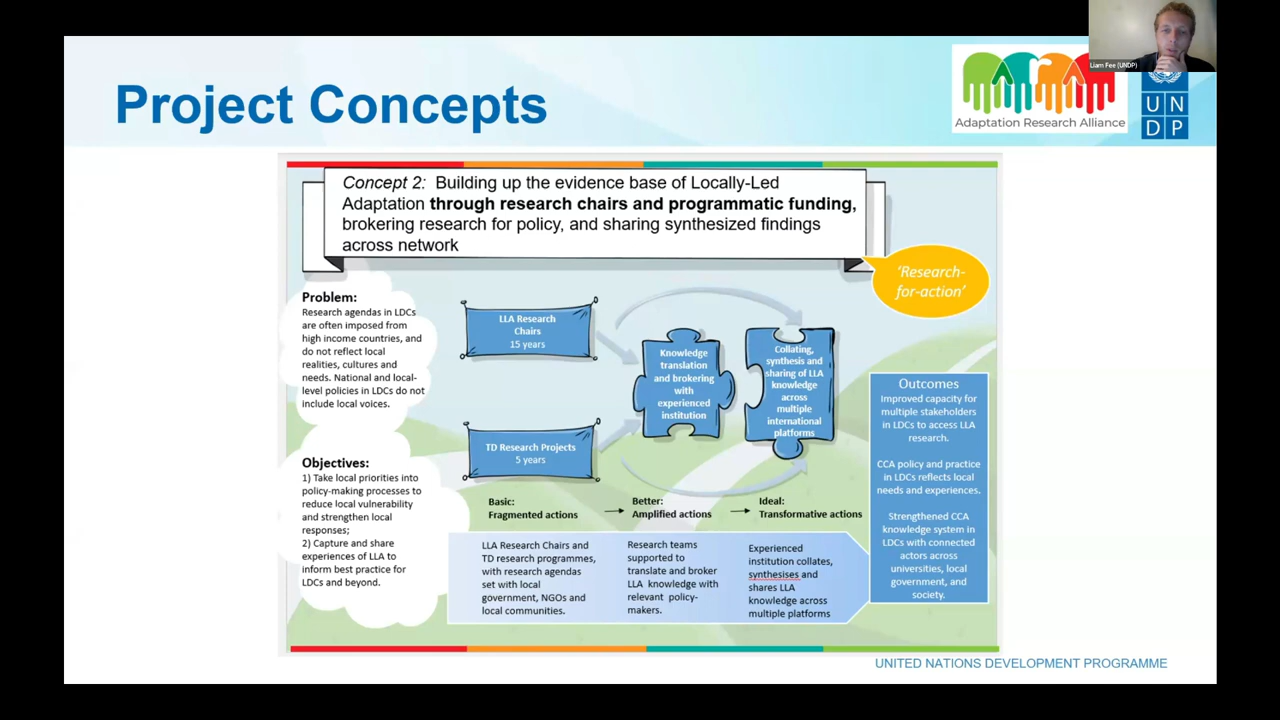 Liam Fee (UNDP)
Project Concepts
Adaptation Research Alliance
U N
D P
Concept 2: Building up the evidence base of Locally-Led
Adaptation through research chairs and programmatic funding,
brokering research for policy, and sharing synthesized findings
across network
'Research-
for-action'
Problem:
Research agendas in LDCs
are often imposed from
high income countries, and
do not reflect local
realities, cultures and
needs. National and local-
level policies in LDCs do not
include local voices.
Objectives:
1) Take local priorities into
policy-making processes to
reduce local vulnerability
and strengthen local
responses;
2) Capture and share
experiences of LLA to
inform best practice for
LDCs and beyond.
LLA Research
Chairs
15 years
TD Research Projects
5 years
Knowledge
translation
and brokering
with
experienced
institution
Collating,
synthesis and
sharing of LLA
knowledge
across
multiple
international
platforms
Basic:
Fragmented actions
Better:
Amplified actions
Ideal:
Transformative actions
LLA Research Chairs and
TD research programmes,
with research agendas
set with local
government, NGOs and
local communities.
Research teams
supported to
translate and broker
LLA knowledge with
relevant policy-
makers.
Experienced
institution collates,
synthesises and
shares LLA
knowledge across
multiple platforms
Outcomes
Improved capacity for
multiple stakeholders
in LDCs to access LLA
research.
CCA policy and practice
in LDCs reflects local
needs and experiences.
Strengthened CCA
knowledge system in
LDCs with connected
actors across
universities, local
government, and
society.
UNITED NATIONS DEVELOPMENT PROGRAMME